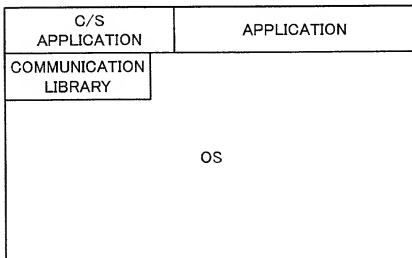 C/S
APPLICATION
APPLICATION
COMMUNICATION
LIBRARY
OS